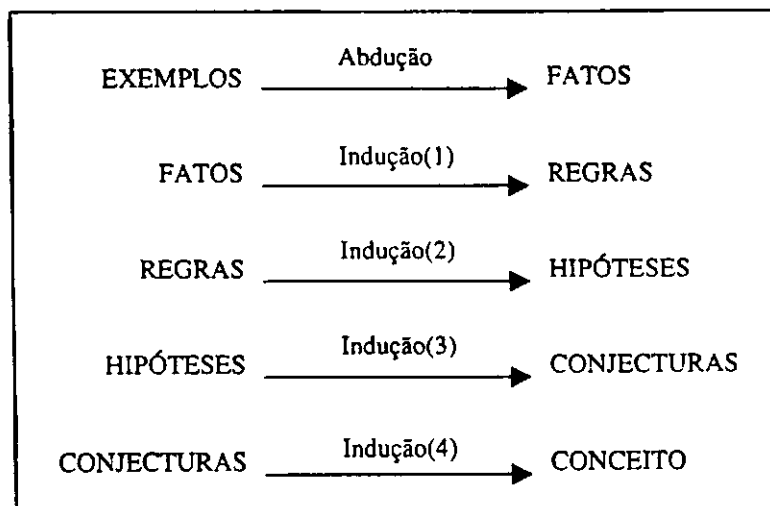 EXEMPLOS Abdução FATOS
FATOS Indução(1) REGRAS
REGRAS Indução(2) HIPÓTESES
HIPÓTESES Indução(3) CONJECTURAS
CONJECTURAS Indução(4) CONCEITO